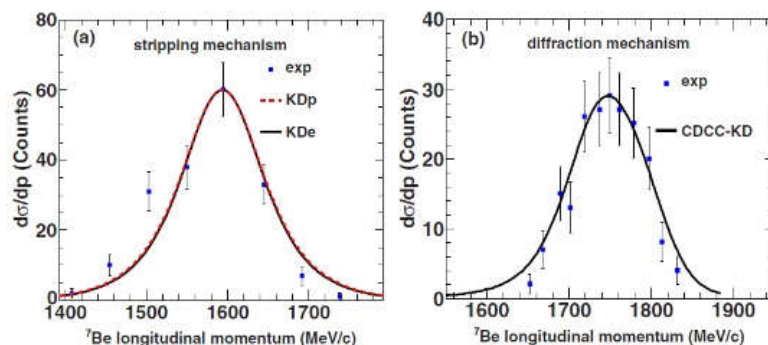 (a)
stripping mechanism
exp
KDp
KDe
dσ/dp (Counts)
80
60
40
20
0
1400 1500 1600 1700
⁷Be longitudinal momentum (MeV/c)
(b)
diffraction mechanism
exp
CDCC-KD
dσ/dp (Counts)
40
30
20
10
0
1600 1700 1800 1900
⁷Be longitudinal momentum (MeV/c)